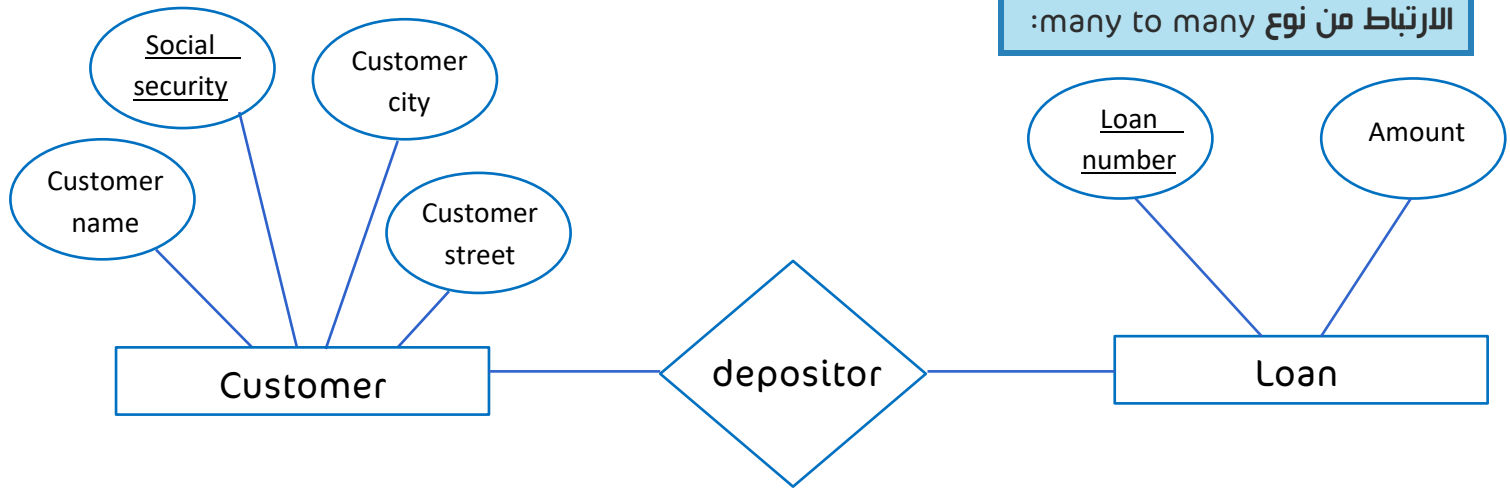 الارتباط من نوع many to many:
Social
security
Customer
city
Customer
name
Customer
street
Loan
number
Amount
Customer
depositor
Loan